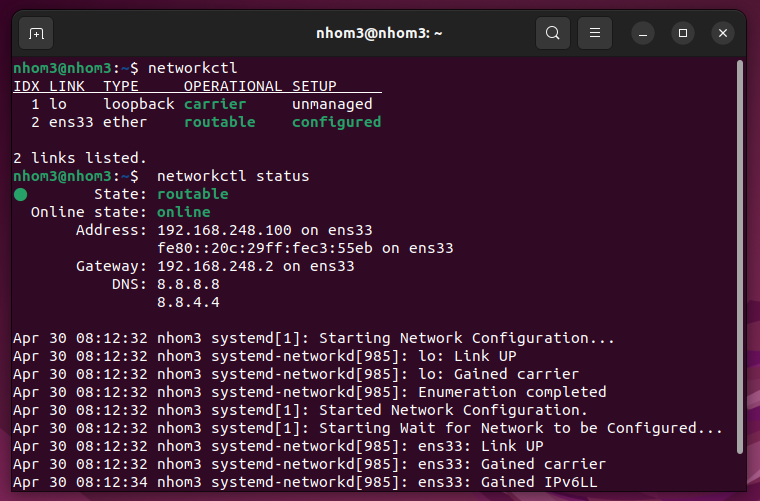 nhom3@nhom3: ~
nhom3@nhom3:~$ networkctl
IDX LINK  TYPE     OPERATIONAL SETUP
  1 lo    loopback carrier     unmanaged
  2 ens33 ether    routable    configured
2 links listed.
nhom3@nhom3:~$  networkctl status
●        State: routable
  Online state: online
       Address: 192.168.248.100 on ens33
                fe80::20c:29ff:fec3:55eb on ens33
       Gateway: 192.168.248.2 on ens33
           DNS: 8.8.8.8
                8.8.4.4
Apr 30 08:12:32 nhom3 systemd[1]: Starting Network Configuration...
Apr 30 08:12:32 nhom3 systemd-networkd[985]: lo: Link UP
Apr 30 08:12:32 nhom3 systemd-networkd[985]: lo: Gained carrier
Apr 30 08:12:32 nhom3 systemd-networkd[985]: Enumeration completed
Apr 30 08:12:32 nhom3 systemd[1]: Started Network Configuration.
Apr 30 08:12:32 nhom3 systemd[1]: Starting Wait for Network to be Configured...
Apr 30 08:12:32 nhom3 systemd-networkd[985]: ens33: Link UP
Apr 30 08:12:32 nhom3 systemd-networkd[985]: ens33: Gained carrier
Apr 30 08:12:34 nhom3 systemd-networkd[985]: ens33: Gained IPv6LL